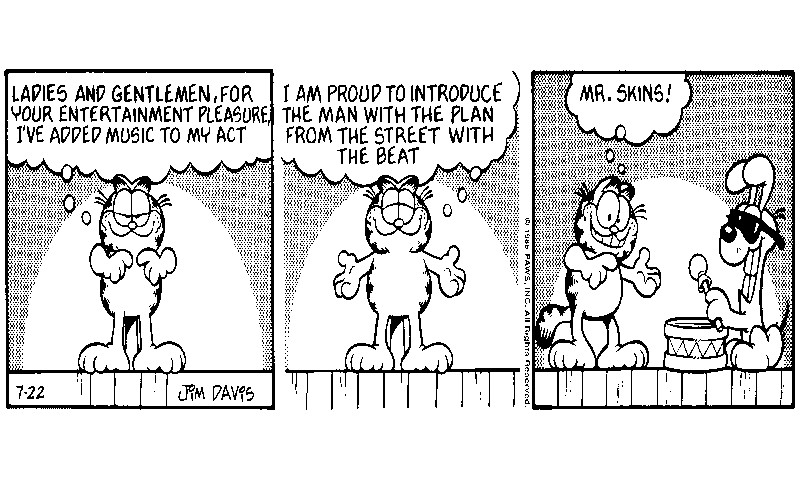 LADIES AND GENTLEMEN, FOR
YOUR ENTERTAINMENT PLEASURE,
I'VE ADDED MUSIC TO MY ACT
7-22
JIM DAVIS
I AM PROUD TO INTRODUCE
THE MAN WITH THE PLAN
FROM THE STREET WITH
THE BEAT
PAWS, INC. All Rights Reserved.
MR. SKINS!